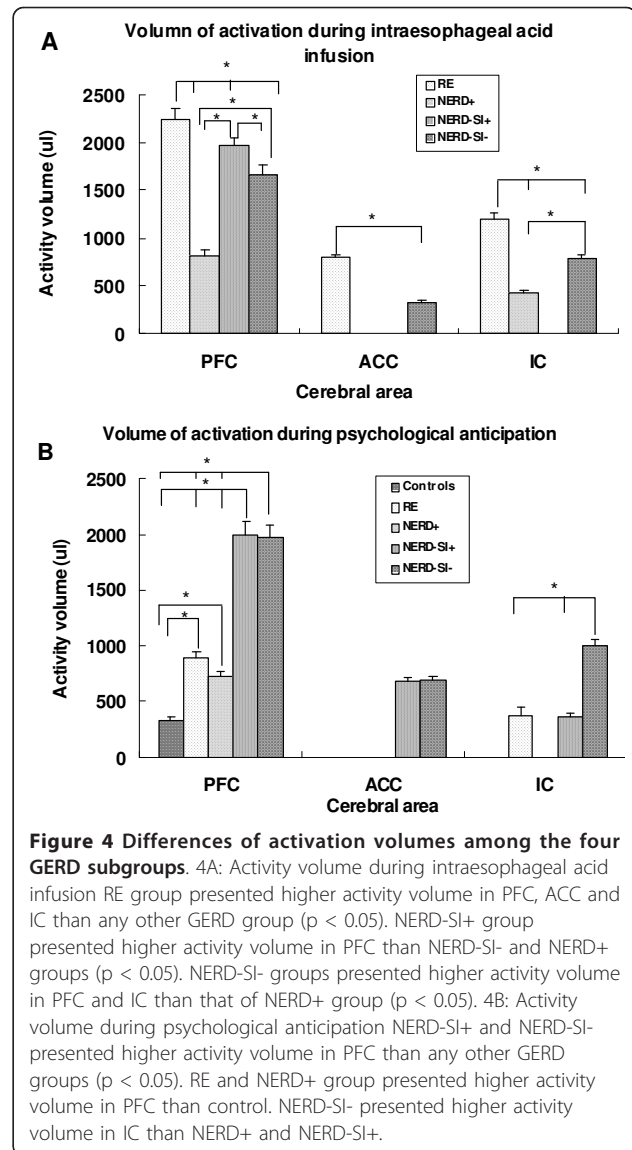 A
Volumn of activation during intraesophageal acid
infusion
Activity volume (ul)
2500
2000
1500
1000
500
0
* * * * * * *
RE
NERD+
NERD-SI+
NERD-SI-
PFC ACC IC
Cerebral area
B
Volume of activation during psychological anticipation
Activity volume (ul)
2500
2000
1500
1000
500
0
* * * * *
Controls
RE
NERD+
NERD-SI+
NERD-SI-
PFC ACC IC
Cerebral area
Figure 4 Differences of activation volumes among the four
GERD subgroups. 4A: Activity volume during intraesophageal acid
infusion RE group presented higher activity volume in PFC, ACC and
IC than any other GERD group (p < 0.05). NERD-SI+ group
presented higher activity volume in PFC than NERD-SI- and NERD+
groups (p < 0.05). NERD-SI- groups presented higher activity volume
in PFC and IC than that of NERD+ group (p < 0.05). 4B: Activity
volume during psychological anticipation NERD-SI+ and NERD-SI-
presented higher activity volume in PFC than any other GERD
groups (p < 0.05). RE and NERD+ group presented higher activity
volume in PFC than control. NERD-SI- presented higher activity
volume in IC than NERD+ and NERD-SI+.